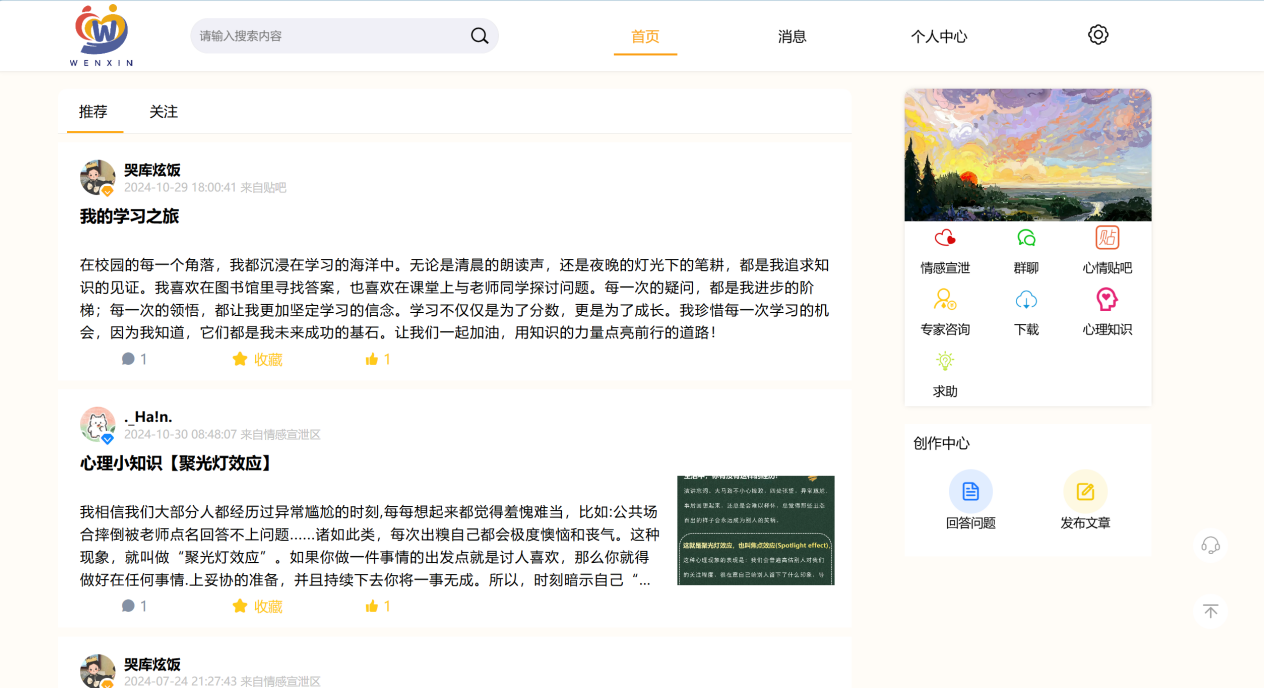 WENXIN
请输入搜索内容
首页
消息
个人中心
推荐
关注
哭库炫饭
2024-10-29 18:00:41 来自贴吧
我的学习之旅
在校园的每一个角落，我都沉浸在学习的海洋中。无论是清晨的朗读声，还是夜晚的灯光下的笔耕，都是我追求知
识的见证。我喜欢在图书馆里寻找答案，也喜欢在课堂上与老师同学探讨问题。每一次的疑问，都是我进步的阶
梯；每一次的领悟，都让我更加坚定学习的信念。学习不仅仅是为了分数，更是为了成长。我珍惜每一次学习的机
会，因为我知道，它们都是我未来成功的基石。让我们一起加油，用知识的力量点亮前行的道路！
1 收藏 1
._Ha!n.
2024-10-30 08:48:07 来自情感宣泄区
心理小知识【聚光灯效应】
我相信我们大部分人都经历过异常尴尬的时刻,每每想起来都觉得羞愧难当，比如:公共场
合摔倒被老师点名回答不上问题......诸如此类，每次出糗自己都会极度懊恼和丧气。这种
现象，就叫做“聚光灯效应”。如果你做一件事情的出发点就是讨人喜欢，那么你就得
做好在任何事情.上妥协的准备，并且持续下去你将一事无成。所以，时刻暗示自己“...
这就是聚光灯效应，也叫焦点效应(Spotlight effect),
1 收藏 1
哭库炫饭
2024-07-24 21:27:43 来自情感宣泄区
情感宣泄
群聊
贴
心情贴吧
专家咨询
下载
心理知识
求助
创作中心
回答问题
发布文章